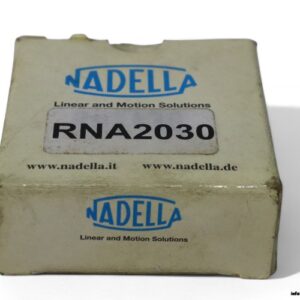 NADELLA
Linear and Motion Solutions
RNA2030
www.nadella.it www.nadella.de
NADELLA
Linear and Motion Solutions